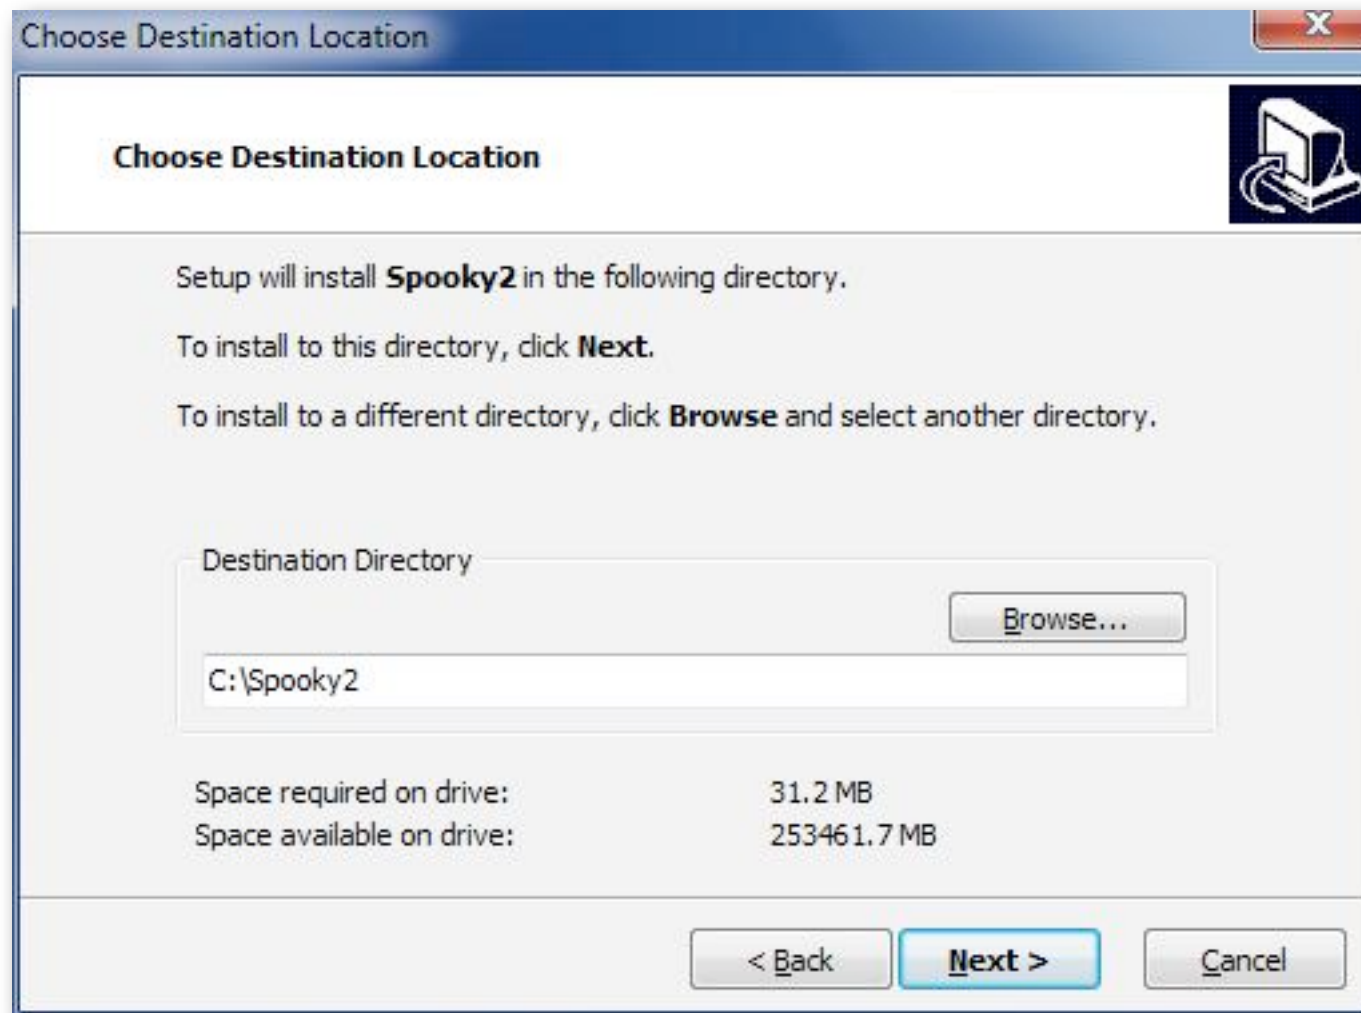 Choose Destination Location
X
Choose Destination Location
Setup will install Spooky2 in the following directory.
To install to this directory, click Next.
To install to a different directory, click Browse and select another directory.
Destination Directory
Browse...
C:\Spooky2
Space required on drive: 31.2 MB
Space available on drive: 253461.7 MB
< Back Next > Cancel